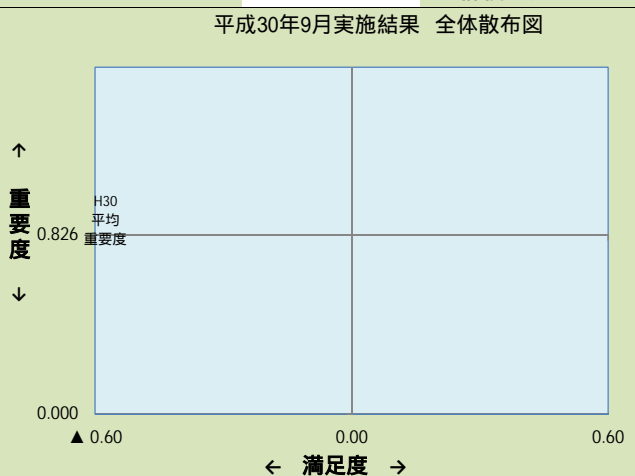 平成30年9月実施結果 全体散布図
↑
重要度
↓
H30
平均
重要度
0.826
0.000
▲ 0.60
0.00
0.60
← 満足度 →